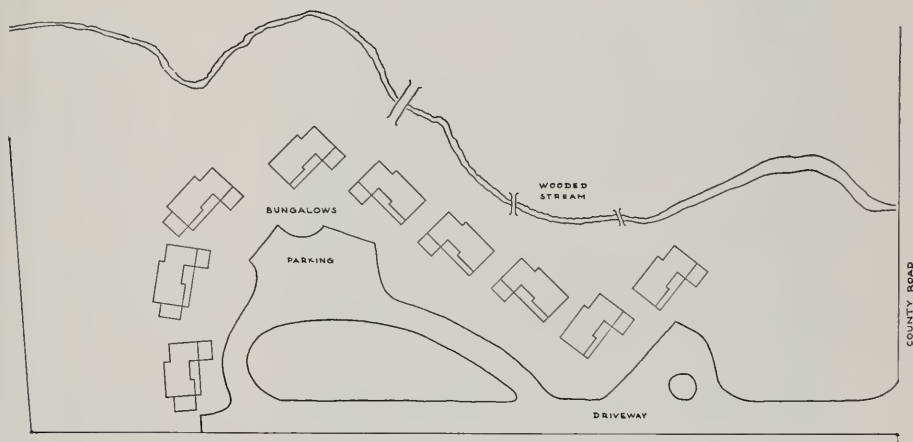 WOODED
STREAM
BUNGALOWS
PARKING
COUNTY ROAD
DRIVEWAY